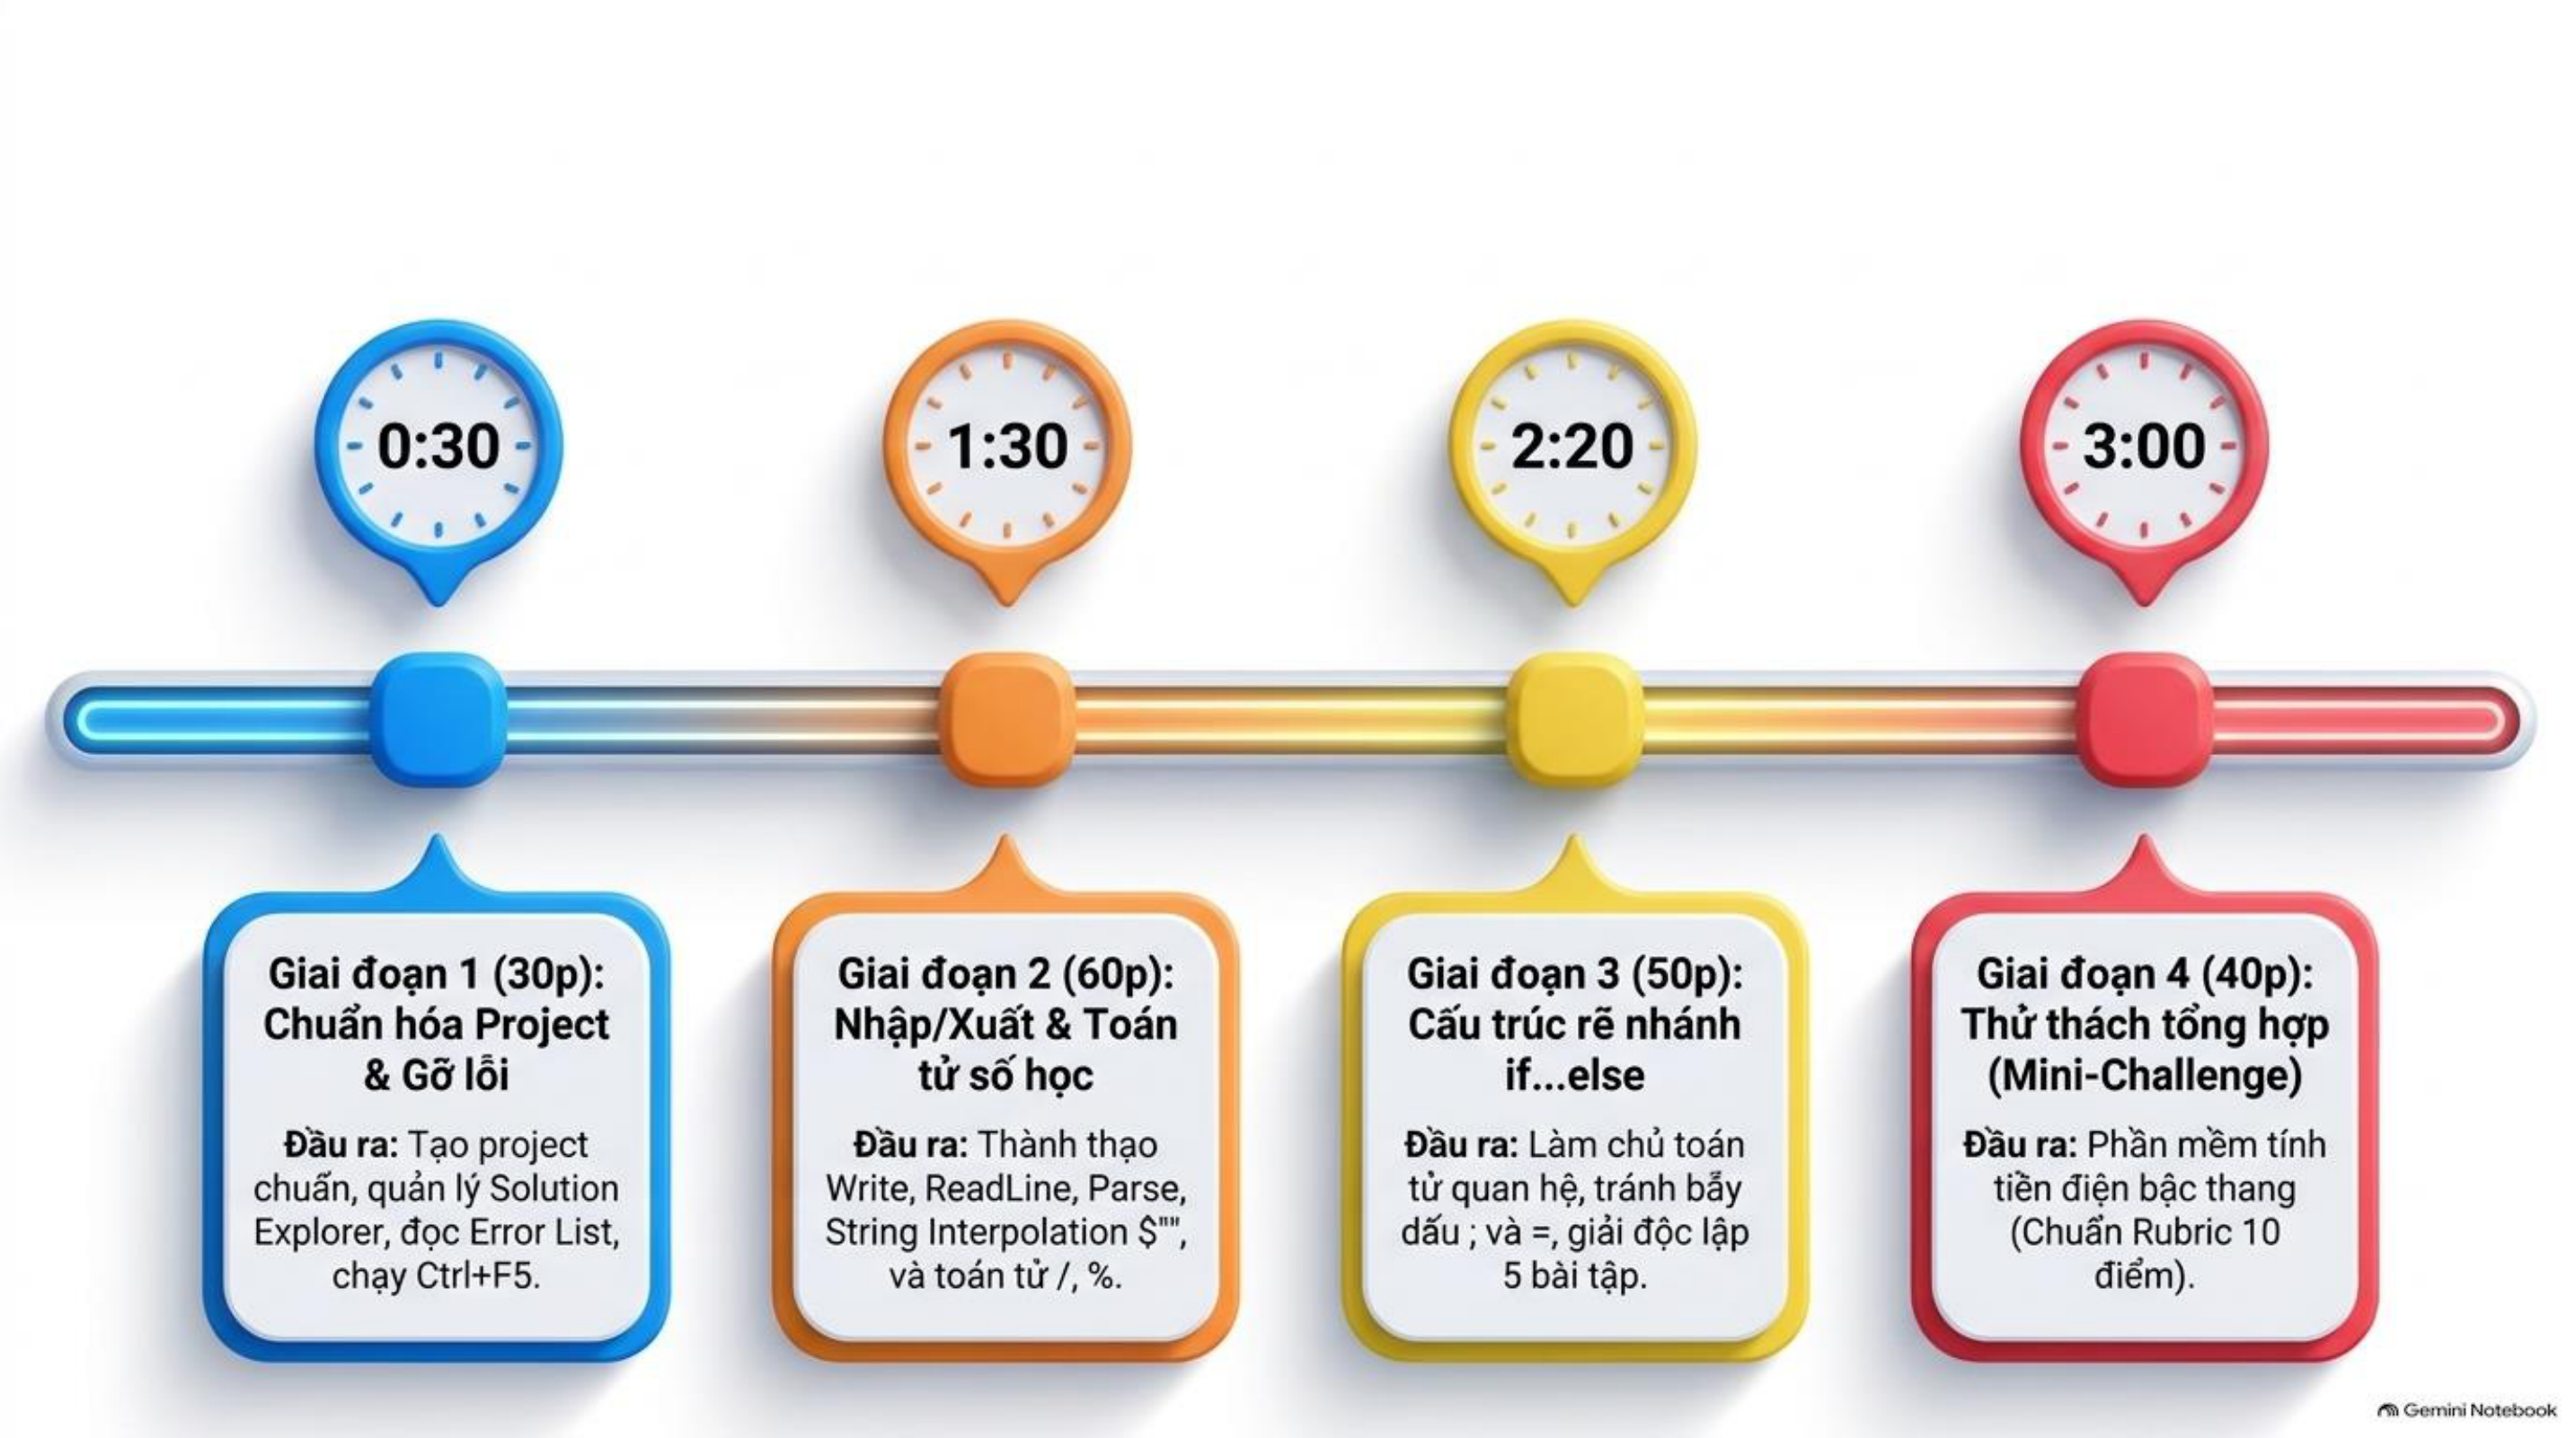 0:30
1:30
2:20
3:00
Giai đoạn 1 (30p):
Chuẩn hóa Project
& Gỡ lỗi
Đầu ra: Tạo project
chuẩn, quản lý Solution
Explorer, đọc Error List,
chạy Ctrl+F5.
Giai đoạn 2 (60p):
Nhập/Xuất & Toán
tử số học
Đầu ra: Thành thạo
Write, ReadLine, Parse,
String Interpolation $"",
và toán tử /, %.
Giai đoạn 3 (50p):
Cấu trúc rẽ nhánh
if...else
Đầu ra: Làm chủ toán
tử quan hệ, tránh bẫy
dấu ; và =, giải độc lập
5 bài tập.
Giai đoạn 4 (40p):
Thử thách tổng hợp
(Mini-Challenge)
Đầu ra: Phần mềm tính
tiền điện bậc thang
(Chuẩn Rubric 10
điểm).
Gemini Notebook